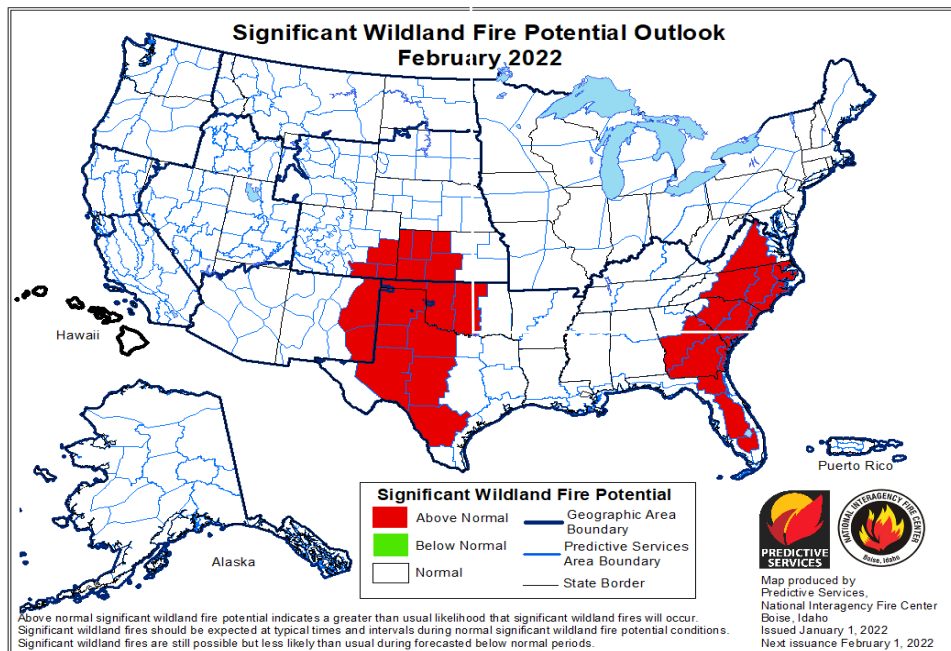 Significant Wildland Fire Potential Outlook
February 2022
Hawaii
Alaska
Puerto Rico
Significant Wildland Fire Potential
Above Normal
Below Normal
Normal
Geographic Area
Boundary
Predictive Services
Area Boundary
State Border
PREDICTIVE
SERVICES
NATIONAL INTERAGENCY FIRE CENTER
Boise, Idaho
Map produced by
Predictive Services,
National Interagency Fire Center
Boise, Idaho
Issued January 1, 2022
Next issuance February 1, 2022
Above normal significant wildland fire potential indicates a greater than usual likelihood that significant wildland fires will occur.
Significant wildland fires should be expected at typical times and intervals during normal significant wildland fire potential conditions.
Significant wildland fires are still possible but less likely than usual during forecasted below normal periods.